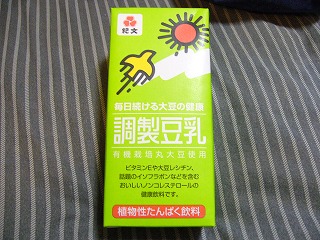 紀文
毎日続ける大豆の健康
調製豆乳
有機栽培丸大豆使用
ビタミンEや大豆レシチン、
話題のイソフラボンなどを含む
おいしいノンコレステロールの
健康飲料です。
植物性たんぱく飲料